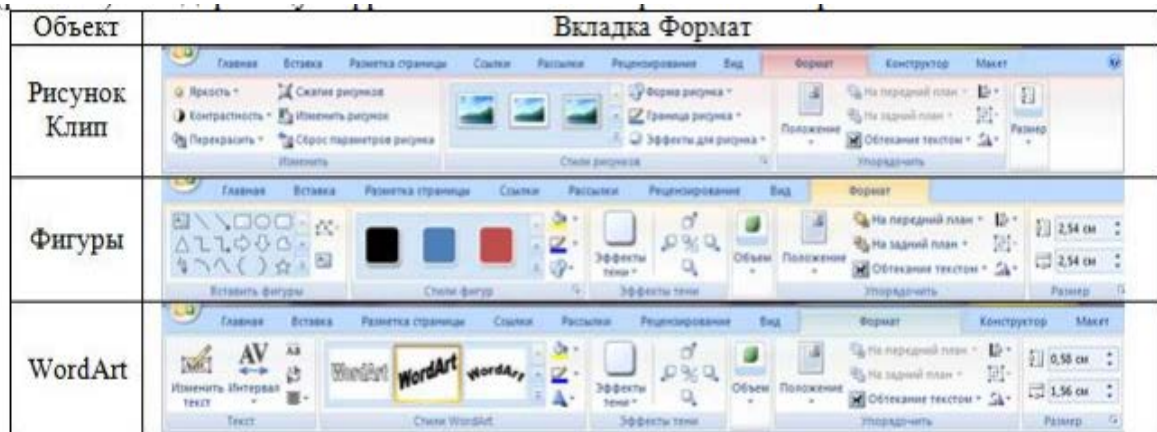 Объект Вкладка Формат
Рисунок
Клип
Главная Вставка Разметка страницы Ссылки Рассылки Рецензирование Вид Формат Конструктор Макет
Яркость Сжатие рисунков Форма рисунка На передний план
Контрастность Изменить рисунок Граница рисунка На задний план
Перекрасить Сброс параметров рисунка Эффекты для рисунка Положение Обтекание текстом Размер
Изменить Стили рисунков Упорядочить
Фигуры
Главная Вставка Разметка страницы Ссылки Рассылки Рецензирование Вид Формат
На передний план 2,54 см
Эффекты тени Объем Положение На задний план 2,54 см
Обтекание текстом
Вставить фигуры Стили фигур Эффекты тени Упорядочить Размер
WordArt
Главная Вставка Разметка страницы Ссылки Рассылки Рецензирование Вид Формат Конструктор Макет
AV Aa На передний план 0,58 см
Изменить текст Интервал WordArt WordArt WordArt Эффекты тени Объем Положение На задний план 1,56 см
Обтекание текстом
Текст Стили WordArt Эффекты тени Упорядочить Размер